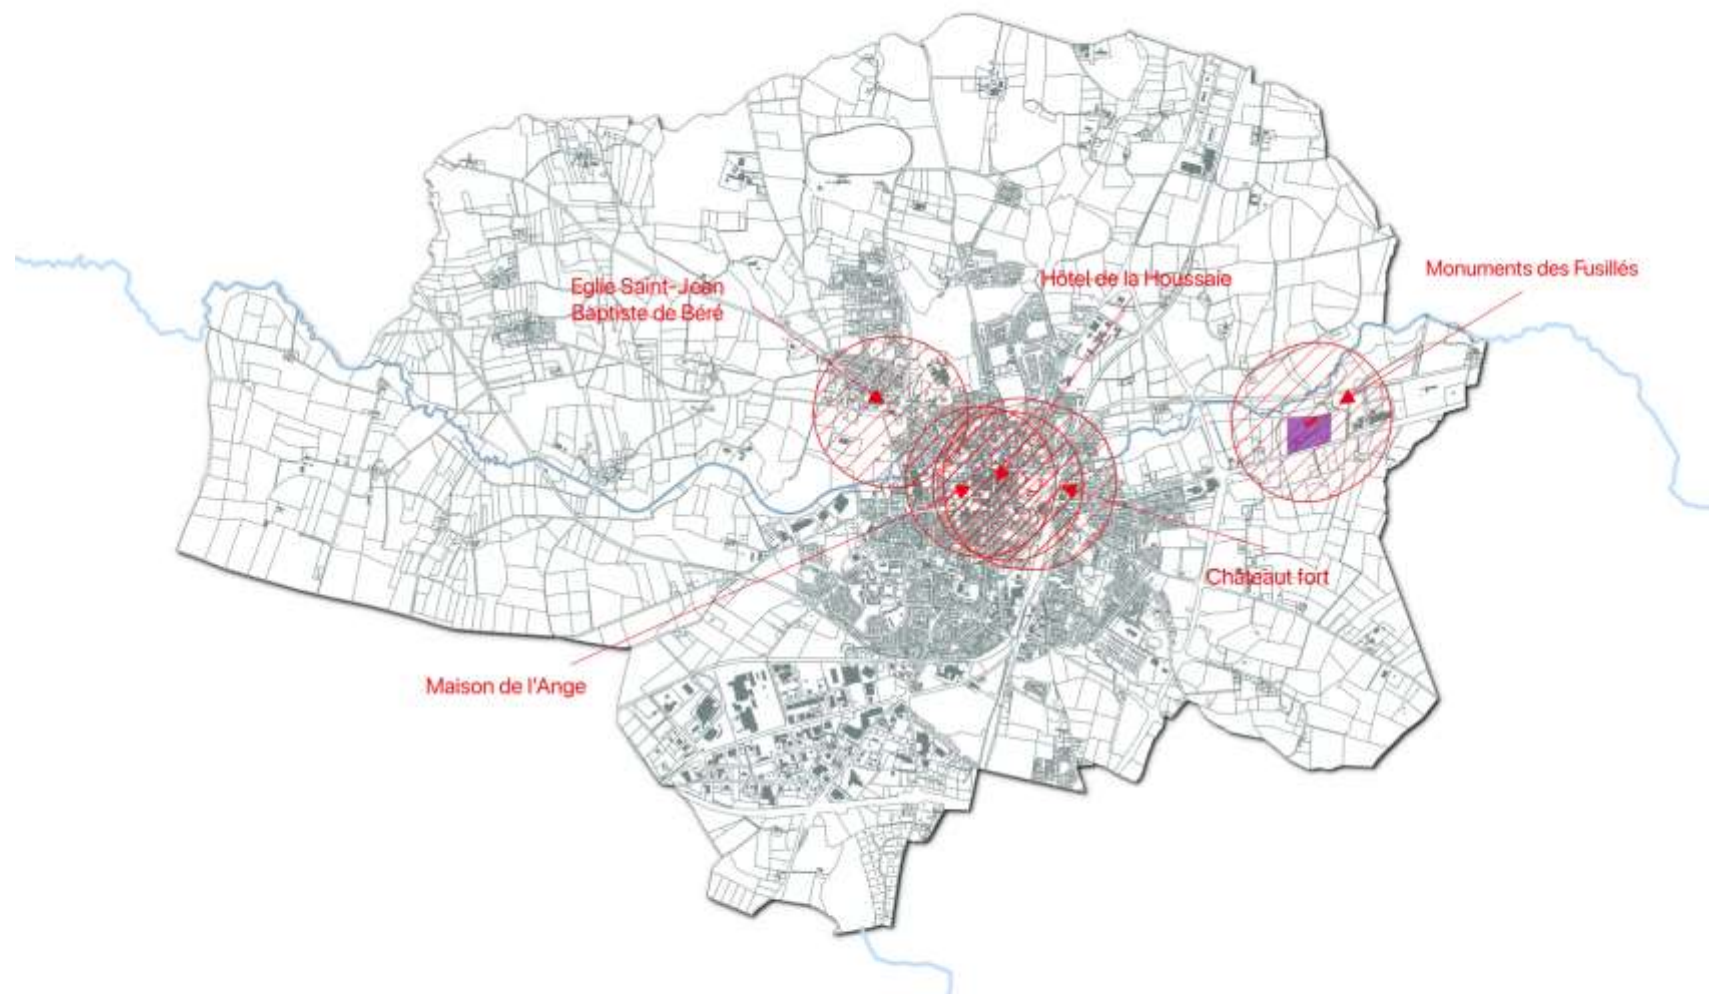 Eglie Saint-Jean
Baptiste de Béré
Hôtel de la Houssaie
Monuments des Fusillés
Châteaut fort
Maison de l'Ange